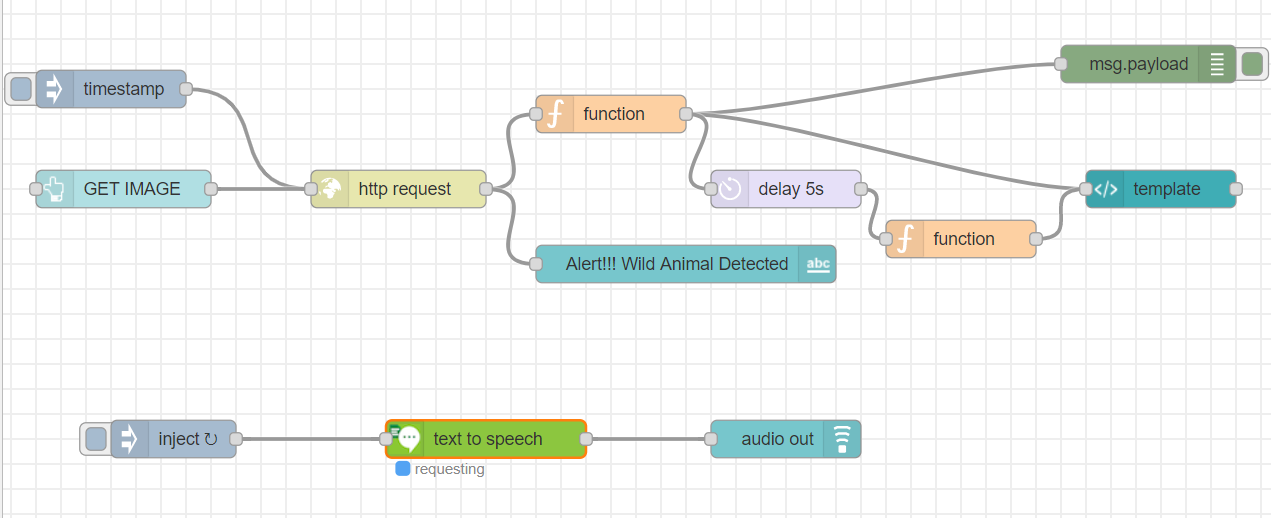 msg.payload
timestamp
function
GET IMAGE
http request
delay 5s
</> template
function
Alert!!! Wild Animal Detected abc
inject ↻
text to speech
audio out
requesting